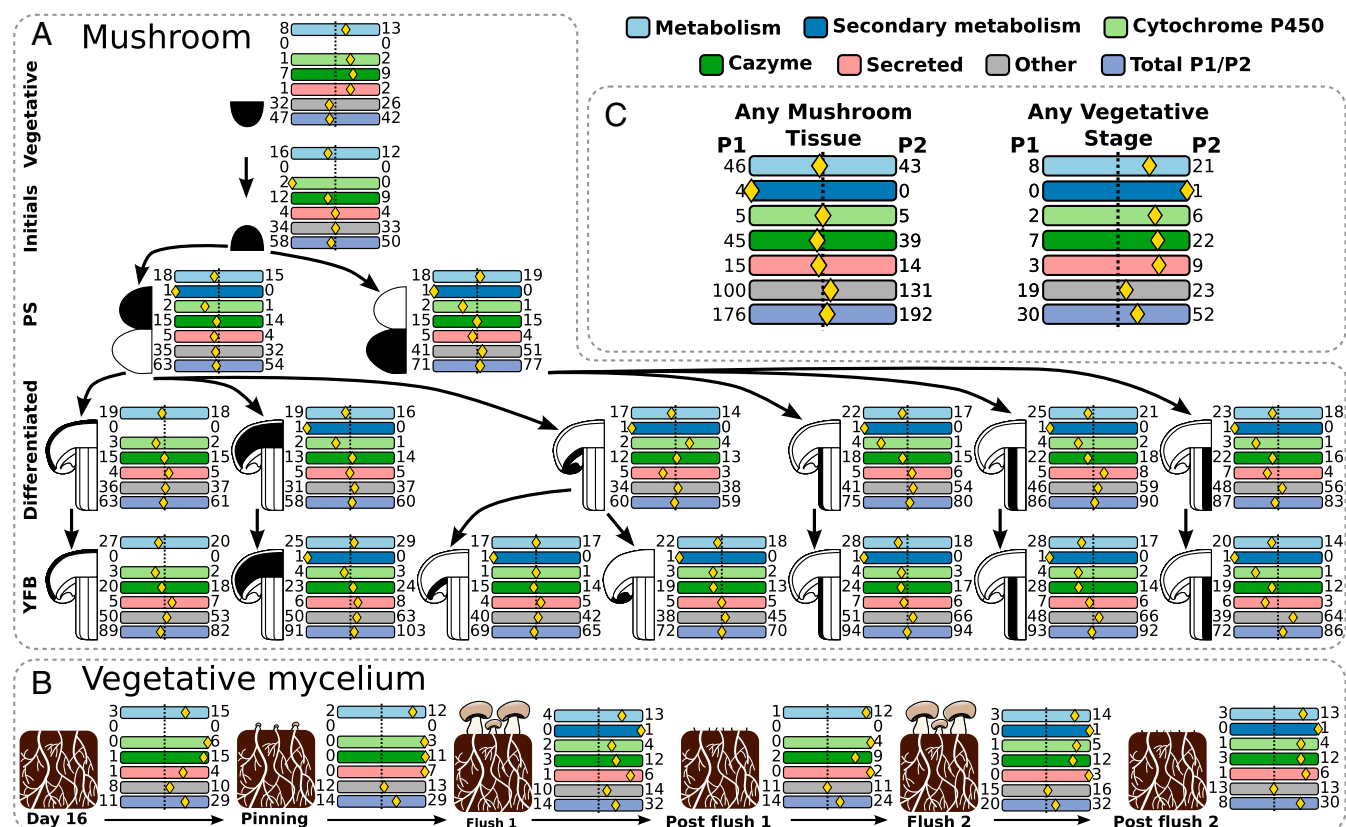 A Mushroom
Metabolism Secondary metabolism Cytochrome P450
Cazyme Secreted Other Total P1/P2
Vegetative
8 13
0 0
1 2
7 9
1 2
32 26
47 42
Initials
16 12
0 0
2 0
12 9
4 4
34 33
58 50
PS
18 15 18 19
1 0 1 0
2 1 2 1
15 14 15 15
5 4 5 4
35 32 41 51
63 54 71 77
Differentiated
19 18 19 16 17 14 22 17 25 21 23 18
0 0 1 0 1 0 1 0 1 0 1 0
3 2 2 1 2 4 4 1 4 2 3 1
15 15 13 14 12 13 18 15 22 18 22 16
4 5 5 5 5 3 5 6 5 8 7 4
36 37 31 37 34 38 41 54 46 59 48 56
63 61 58 60 60 59 75 80 86 90 87 83
YFB
27 20 25 29 17 17 22 18 28 18 28 17 20 14
0 0 1 0 1 0 1 0 1 0 1 0 1 0
3 2 4 3 1 1 3 2 4 3 4 2 3 1
20 18 23 24 15 14 19 13 24 17 28 14 19 12
5 7 6 8 4 5 5 5 7 6 7 6 6 3
50 53 50 63 40 42 38 45 51 66 48 66 39 64
89 82 91 103 69 65 72 70 94 94 93 92 72 86
C
Any Mushroom
Tissue
P1 P2
46 43
4 0
5 5
45 39
15 14
100 131
176 192
Any Vegetative
Stage
P1 P2
8 21
0 1
2 6
7 22
3 9
19 23
30 52
B Vegetative mycelium
3 15 2 12 4 13 1 12 3 14 3 13
0 0 0 0 0 1 0 0 0 1 0 1
0 6 0 3 2 4 0 4 1 5 1 4
1 15 0 11 4 12 2 9 3 12 3 12
1 4 0 2 1 6 0 2 0 3 1 6
8 10 12 13 10 14 11 11 15 16 13 13
11 29 14 29 14 32 14 24 20 32 8 30
Day 16 Pinning Flush 1 Post flush 1 Flush 2 Post flush 2